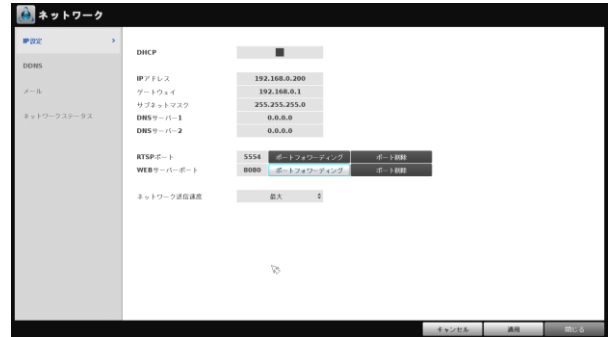 ネットワーク
IP設定 >
DDNS
メール
ネットワークステータス
DHCP
IPアドレス 192.168.0.200
ゲートウェイ 192.168.0.1
サブネットマスク 255.255.255.0
DNSサーバー1 0.0.0.0
DNSサーバー2 0.0.0.0
RTSPポート 5554 ポートフォワーディング ポート削除
WEBサーバーポート 8080 ポートフォワーディング ポート削除
ネットワーク送信速度 最大
キャンセル 適用 閉じる